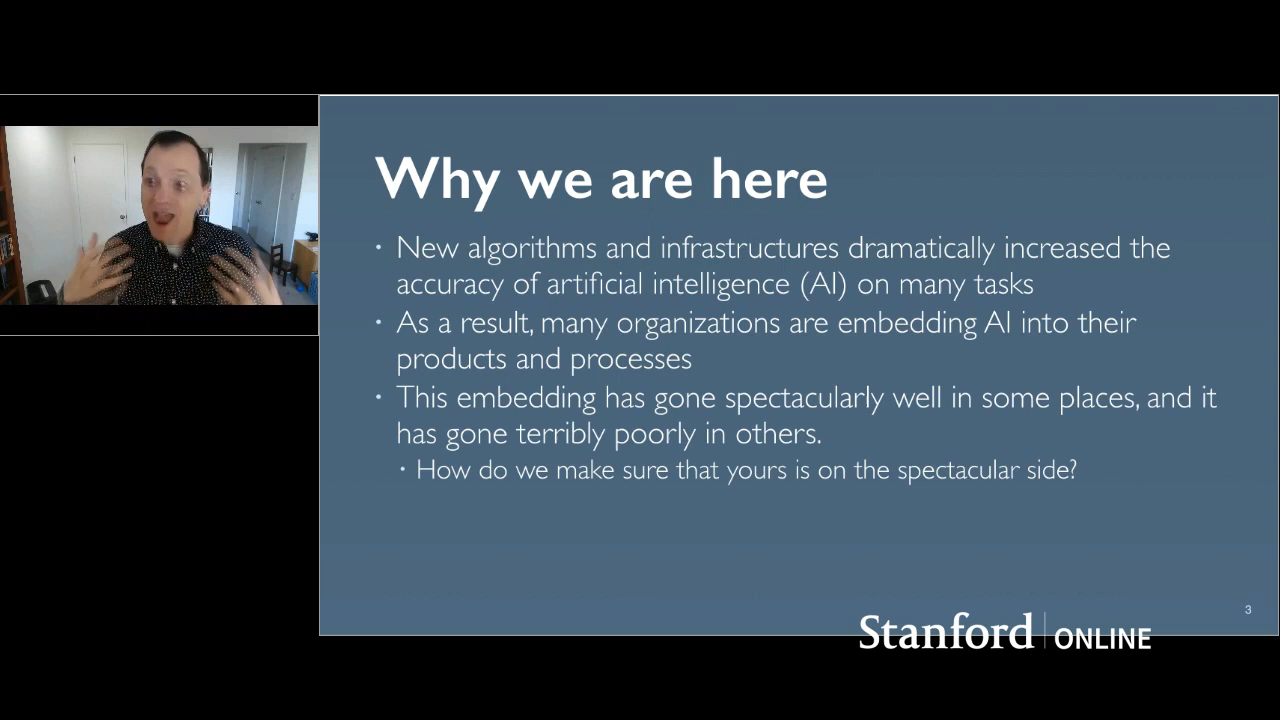 Why we are here
• New algorithms and infrastructures dramatically increased the
accuracy of artificial intelligence (AI) on many tasks
• As a result, many organizations are embedding AI into their
products and processes
• This embedding has gone spectacularly well in some places, and it
has gone terribly poorly in others.
• How do we make sure that yours is on the spectacular side?
3
Stanford ONLINE